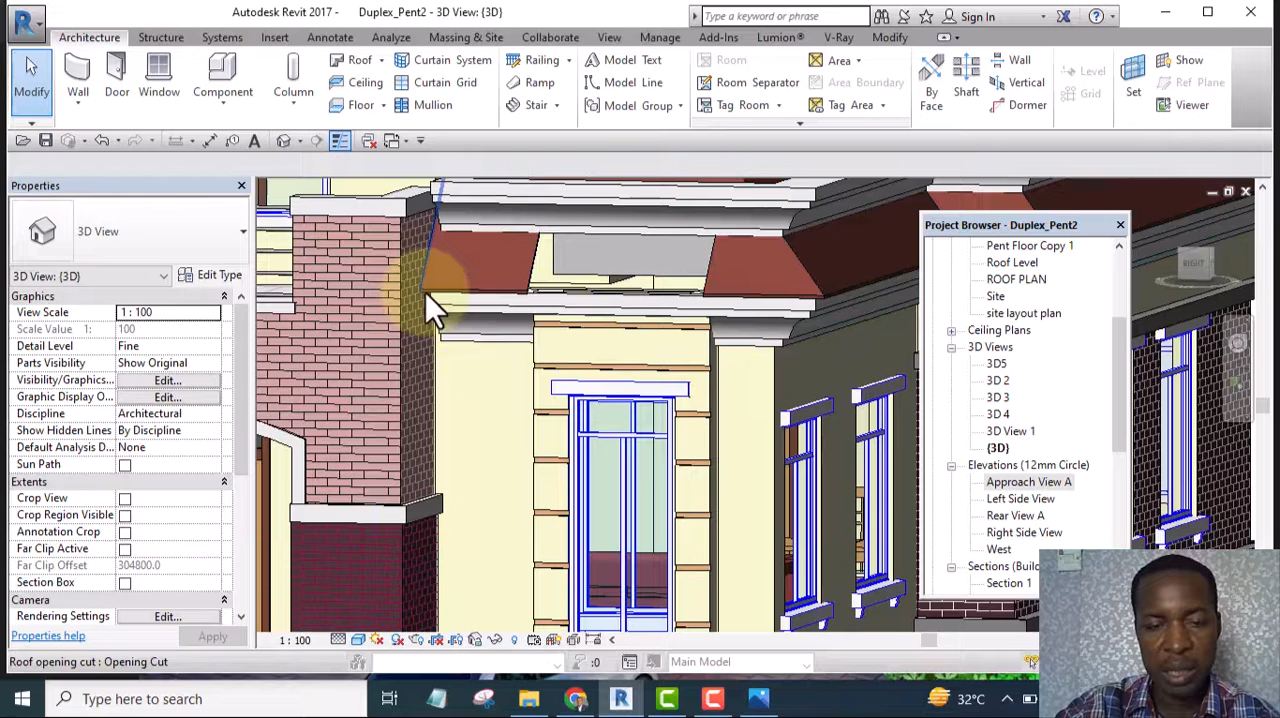 Autodesk Revit 2017 - Duplex_Pent2 - 3D View: {3D}
Type a keyword or phrase
Sign In
Architecture Structure Systems Insert Annotate Analyze Massing & Site Collaborate View Manage Add-Ins Lumion® V-Ray Modify
Modify
Wall
Door
Window
Component
Column
Roof
Ceiling
Floor
Curtain System
Curtain Grid
Mullion
Railing
Ramp
Stair
Model Text
Model Line
Model Group
Room
Room Separator
Tag Room
Area
Area Boundary
Tag Area
By
Face
Shaft
Wall
Vertical
Dormer
Level
Grid
Set
Show
Ref Plane
Viewer
Properties
3D View
3D View: {3D}
Edit Type
Graphics
View Scale 1 : 100
Scale Value 1: 100
Detail Level Fine
Parts Visibility Show Original
Visibility/Graphics... Edit...
Graphic Display O... Edit...
Discipline Architectural
Show Hidden Lines By Discipline
Default Analysis D... None
Sun Path
Extents
Crop View
Crop Region Visible
Annotation Crop
Far Clip Active
Far Clip Offset 304800.0
Section Box
Camera
Rendering Settings Edit...
Properties help
Apply
RIGHT
Project Browser - Duplex_Pent2
Pent Floor Copy 1
Roof Level
ROOF PLAN
Site
site layout plan
Ceiling Plans
3D Views
3D5
3D 2
3D 3
3D 4
3D View 1
{3D}
Elevations (12mm Circle)
Approach View A
Left Side View
Rear View A
Right Side View
West
Sections (Buil
Section 1
1 : 100
Roof opening cut : Opening Cut
:0
Main Model
Type here to search
32°C